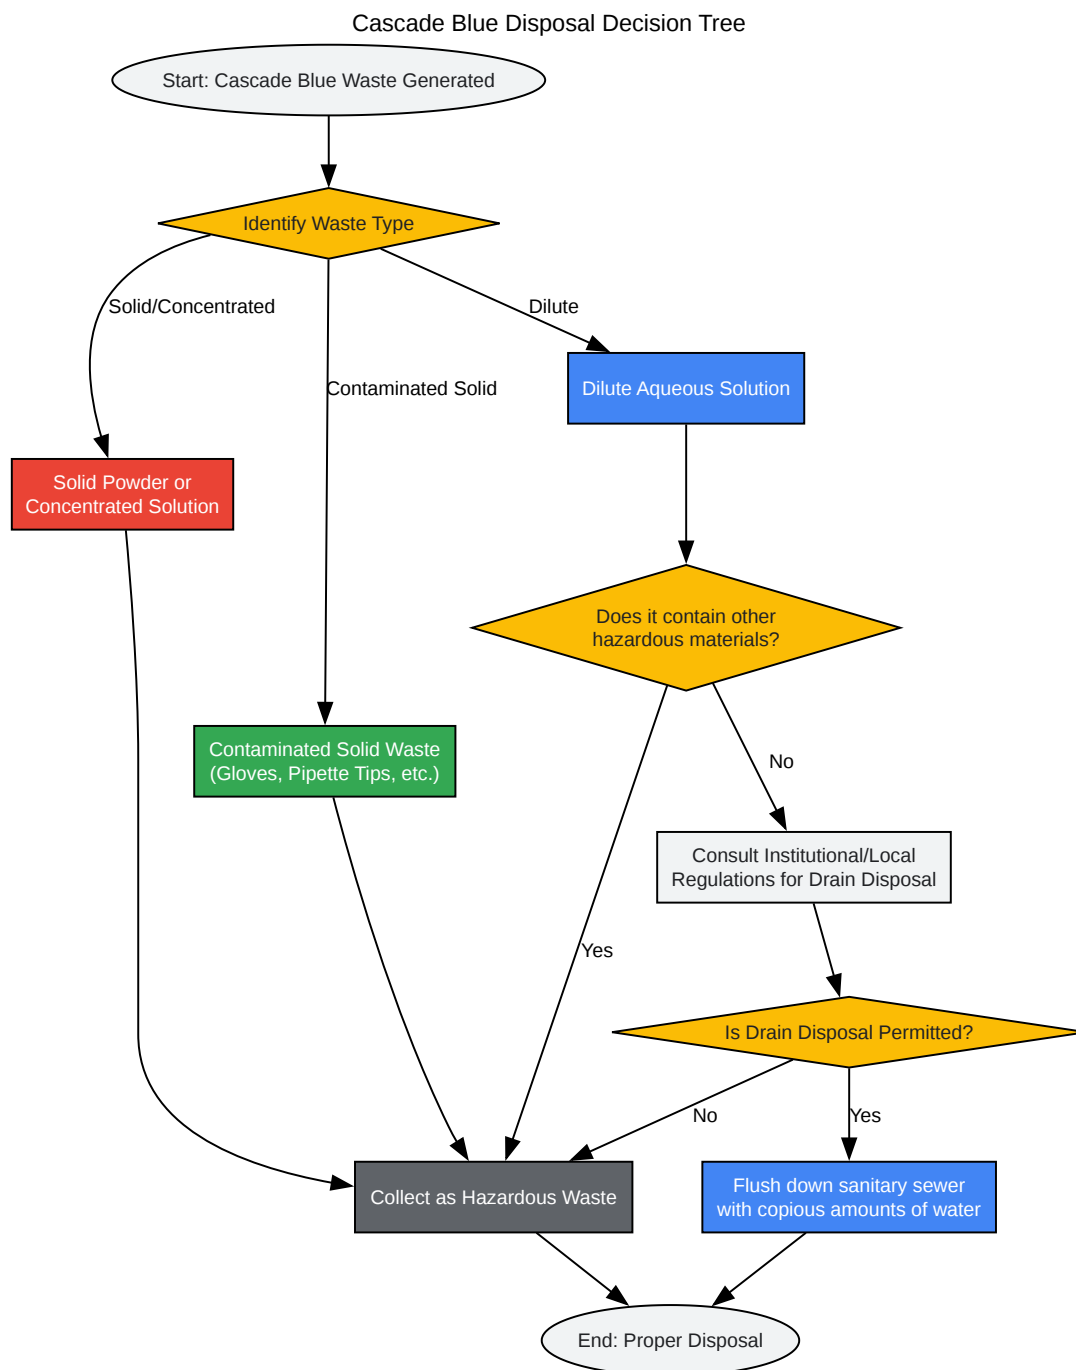 Cascade Blue Disposal Decision Tree
Start: Cascade Blue Waste Generated
Identify Waste Type
Solid/Concentrated
Dilute
Contaminated Solid
Dilute Aqueous Solution
Solid Powder or
Concentrated Solution
Does it contain other
hazardous materials?
Contaminated Solid Waste
(Gloves, Pipette Tips, etc.)
No
Consult Institutional/Local
Regulations for Drain Disposal
Yes
Is Drain Disposal Permitted?
No
Yes
Collect as Hazardous Waste
Flush down sanitary sewer
with copious amounts of water
End: Proper Disposal